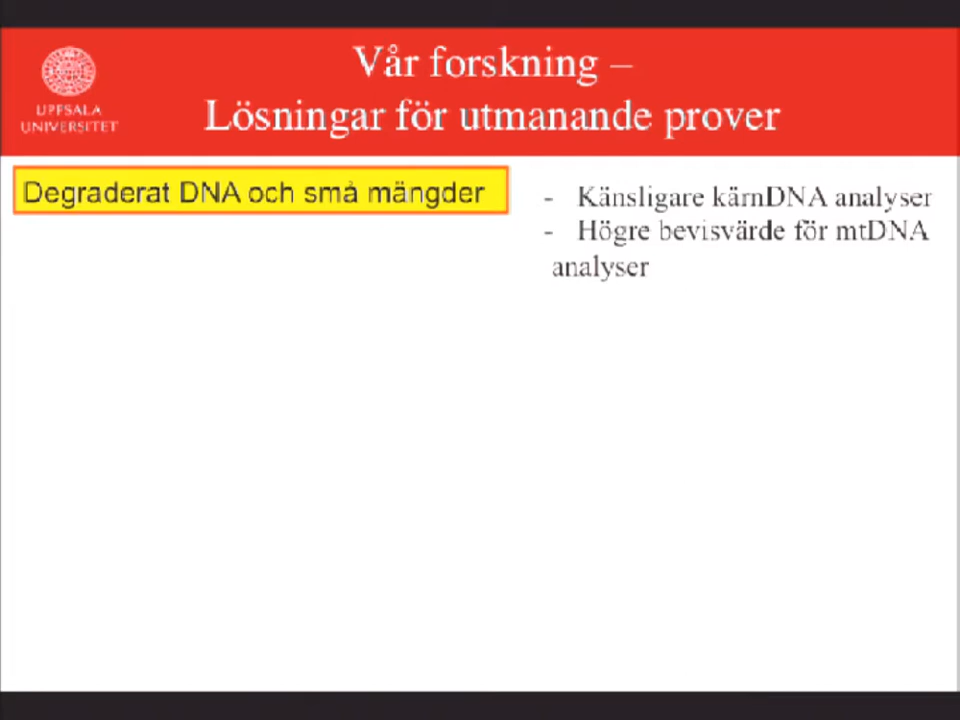 UPPSALA
UNIVERSITET
Vår forskning –
Lösningar för utmanande prover
Degraderat DNA och små mängder
- Känsligare kärnDNA analyser
- Högre bevisvärde för mtDNA
analyser